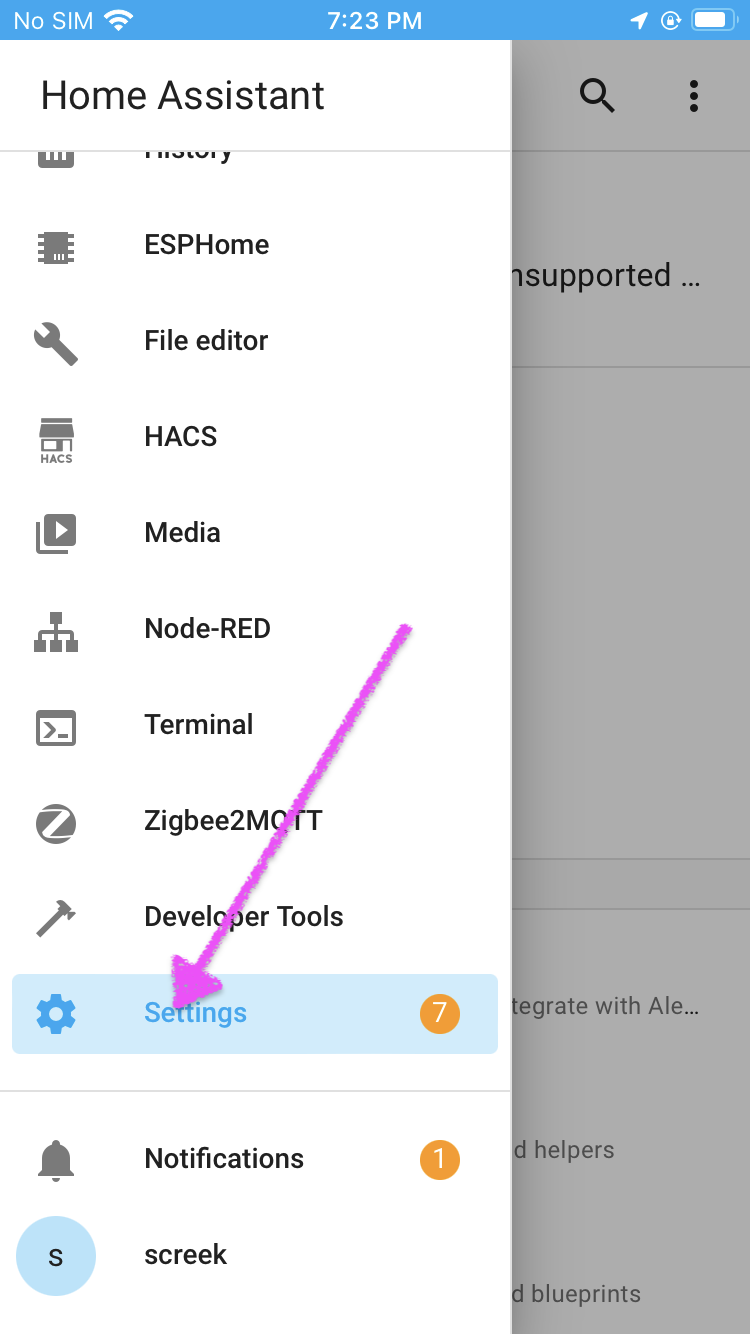 No SIM 7:23 PM
Home Assistant
History
nsupported ...
ESPHome
File editor
HACS
HACS
Media
Node-RED
Terminal
Zigbee2MQTT
Developer Tools
Settings 7
tegrate with Ale...
d helpers
Notifications 1
s screek
d blueprints